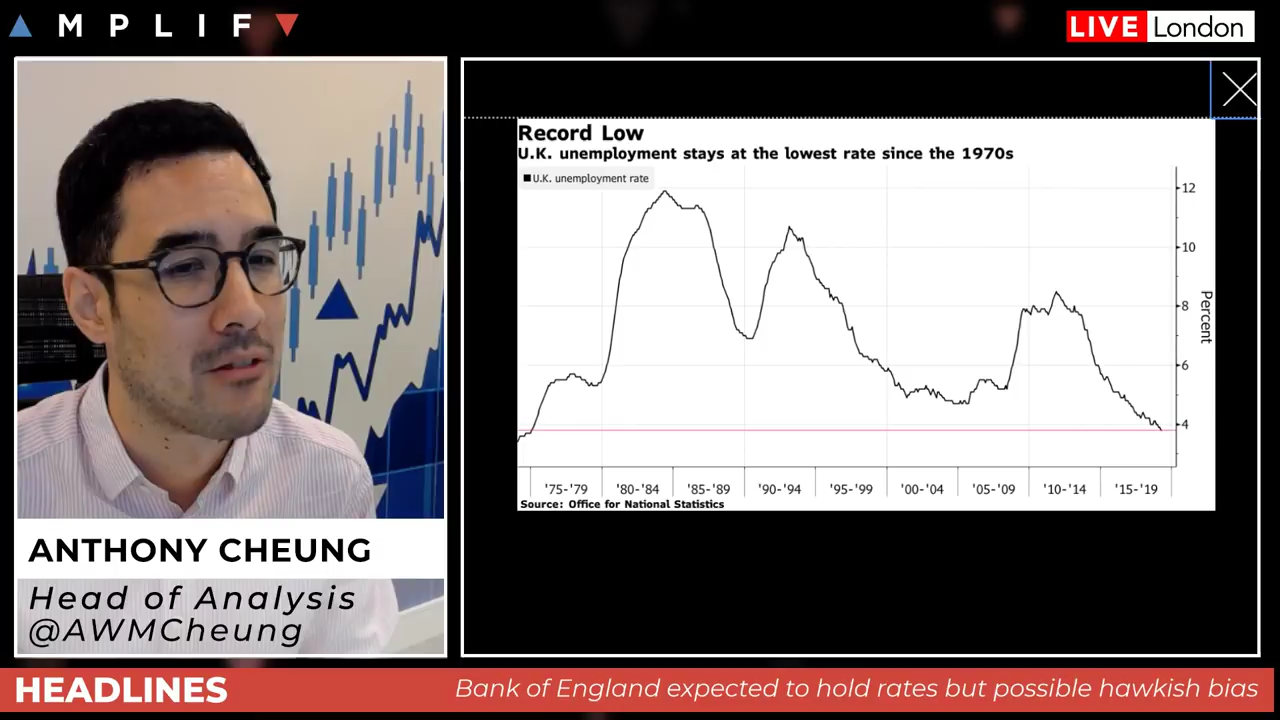 ▲ M P L I F ▼
LIVE London
Record Low
U.K. unemployment stays at the lowest rate since the 1970s
U.K. unemployment rate
12
10
8
6
4
Percent
'75-'79 '80-'84 '85-'89 '90-'94 '95-'99 '00-'04 '05-'09 '10-'14 '15-'19
Source: Office for National Statistics
ANTHONY CHEUNG
Head of Analysis
@AWMCheung
HEADLINES Bank of England expected to hold rates but possible hawkish bias